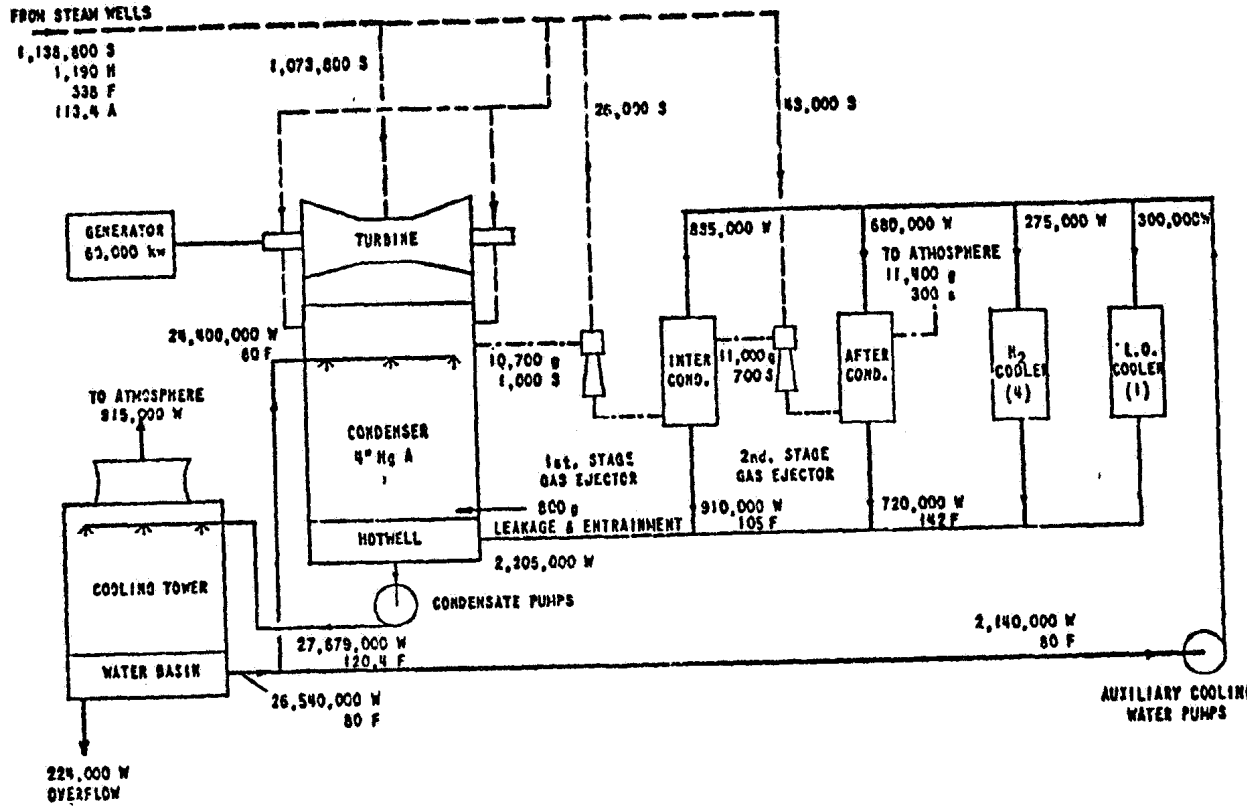 FROM STEAM WELLS
1,138,800 S
1,190 H
338 F
113.4 A
1,073,800 S
26,000 S
43,000 S
GENERATOR
60,000 kw
TURBINE
835,000 W
680,000 W
275,000 W
300,000W
TO ATMOSPHERE
11,400 g
300 s
24,400,000 W
80 F
10,700 g
1,000 S
INTER
COND.
11,000g
700 S
AFTER
COND.
H2
COOLER
(4)
L.O.
COOLER
(1)
TO ATMOSPHERE
815,000 W
CONDENSER
4" Hg A
1st. STAGE
GAS EJECTOR
2nd. STAGE
GAS EJECTOR
800 g
LEAKAGE & ENTRAINMENT
910,000 W
105 F
720,000 W
142 F
HOTWELL
2,205,000 W
COOLING TOWER
CONDENSATE PUMPS
27,679,000 W
120.4 F
2,140,000 W
80 F
WATER BASIN
26,540,000 W
80 F
AUXILIARY COOLING
WATER PUMPS
224,000 W
OVERFLOW